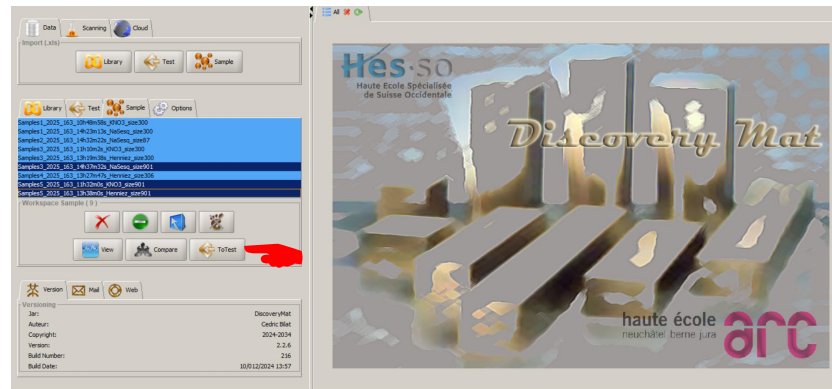 Data Scanning Cloud
Import (.xls)
Library Test Sample
Library Test Sample Options
Samples1_2025_163_10h48m58s_KNO3_size300
Samples1_2025_163_14h23m13s_NaSesq_size300
Samples2_2025_163_14h32m22s_NaSesq_size87
Samples3_2025_163_11h10m2s_KNO3_size300
Samples3_2025_163_13h19m38s_Henniez_size300
Samples3_2025_163_14h37m32s_NaSesq_size901
Samples4_2025_163_13h27m47s_Henniez_size306
Samples5_2025_163_11h32m0s_KNO3_size901
Samples5_2025_163_13h38m0s_Henniez_size901
Workspace Sample ( 9 )
View Compare ToTest
Version Mail Web
Versioning
Jar: DiscoveryMat
Auteur: Cedric Bilat
Copyright: 2024-2034
Version: 2.2.6
Build Number: 216
Build Date: 10/012/2024 13:57
All
Hes·so
Haute Ecole Spécialisée
de Suisse Occidentale
Discovery Mat
haute école
neuchâtel berne jura
arc